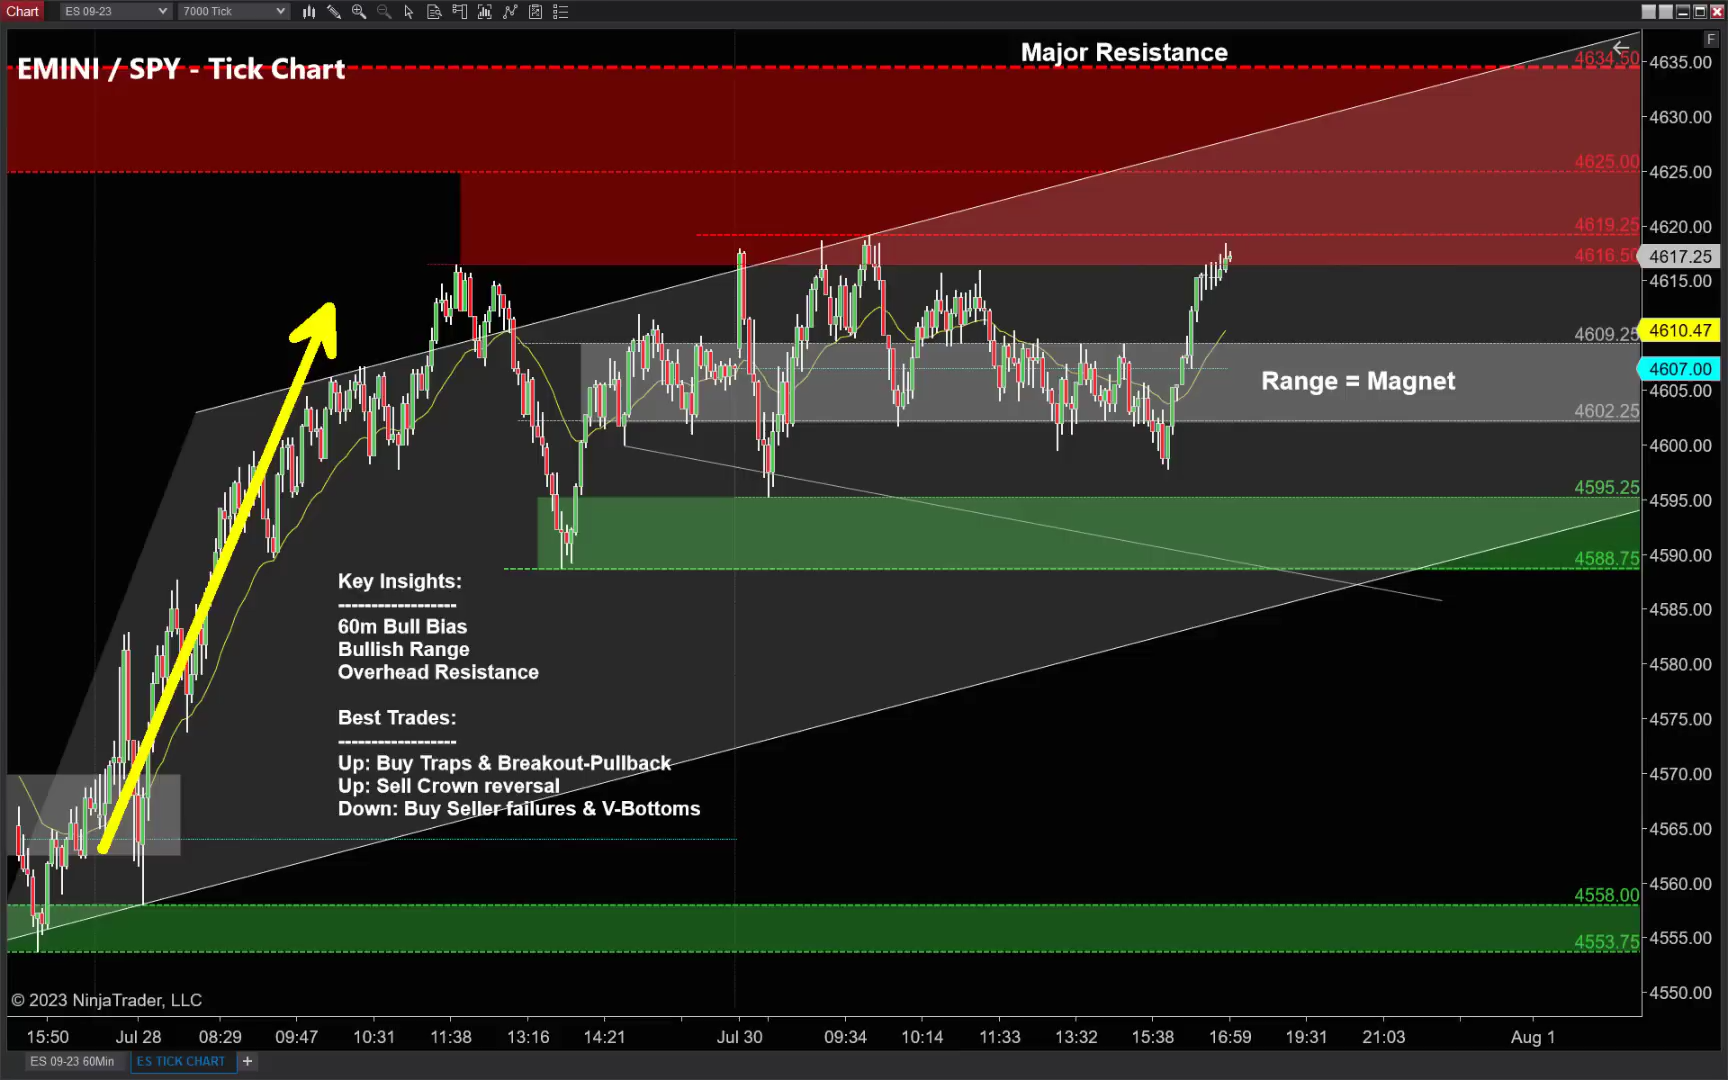 Chart ES 09-23 7000 Tick
F
EMINI / SPY - Tick Chart
Major Resistance
4634.50
4625.00
4619.25
4616.50
4609.25
4602.25
4595.25
4588.75
4558.00
4553.75
Range = Magnet
4635.00
4630.00
4625.00
4620.00
4617.25
4615.00
4610.47
4607.00
4605.00
4600.00
4595.00
4590.00
4585.00
4580.00
4575.00
4570.00
4565.00
4560.00
4555.00
4550.00
Key Insights:
------------------
60m Bull Bias
Bullish Range
Overhead Resistance
Best Trades:
------------------
Up: Buy Traps & Breakout-Pullback
Up: Sell Crown reversal
Down: Buy Seller failures & V-Bottoms
© 2023 NinjaTrader, LLC
15:50 Jul 28 08:29 09:47 10:31 11:38 13:16 14:21 Jul 30 09:34 10:14 11:33 13:32 15:38 16:59 19:31 21:03 Aug 1
ES 09-23 60Min ES TICK CHART +